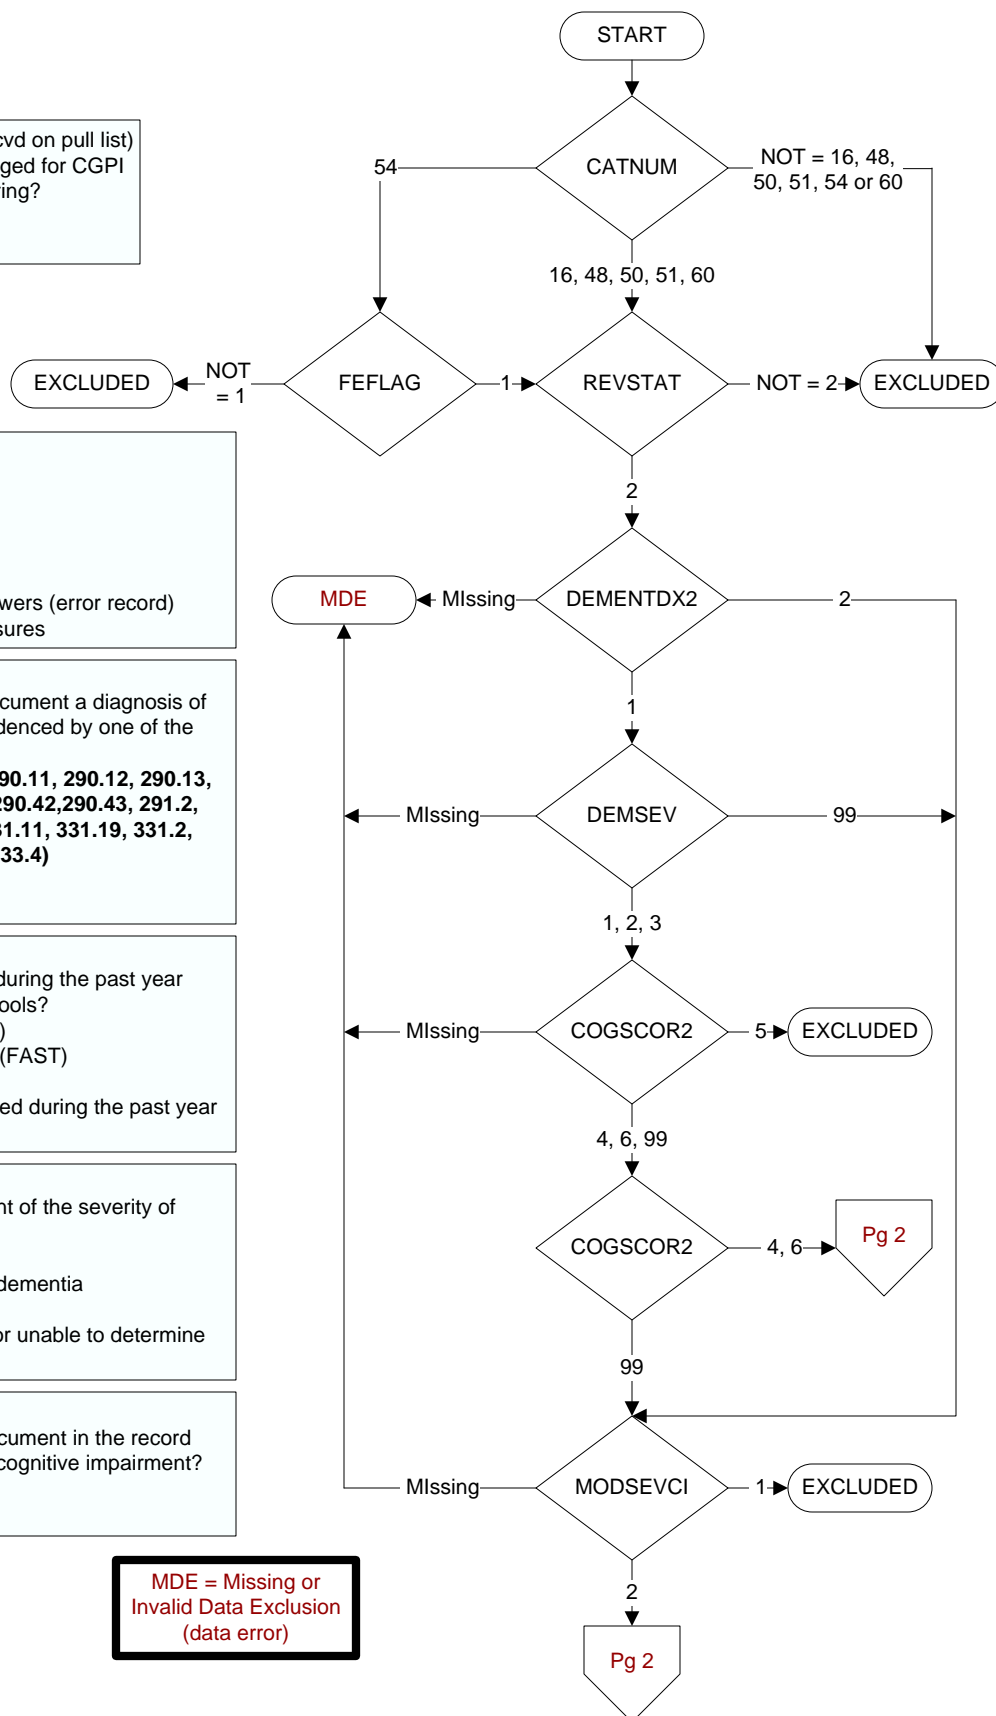 START
cvd on pull list)
ged for CGPI
ring?
54
CATNUM
NOT = 16, 48,
50, 51, 54 or 60
16, 48, 50, 51, 60
EXCLUDED
NOT
= 1
FEFLAG
1
REVSTAT
NOT = 2
EXCLUDED
2
wers (error record)
sures
MDE
MIssing
DEMENTDX2
2
1
cument a diagnosis of
denced by one of the
90.11, 290.12, 290.13,
290.42,290.43, 291.2,
31.11, 331.19, 331.2,
33.4)
MIssing
DEMSEV
99
1, 2, 3
during the past year
ools?
)
(FAST)
ed during the past year
MIssing
COGSCOR2
5
EXCLUDED
4, 6, 99
nt of the severity of
dementia
or unable to determine
COGSCOR2
4, 6
Pg 2
99
cument in the record
cognitive impairment?
MIssing
MODSEVCI
1
EXCLUDED
2
MDE = Missing or
Invalid Data Exclusion
(data error)
Pg 2